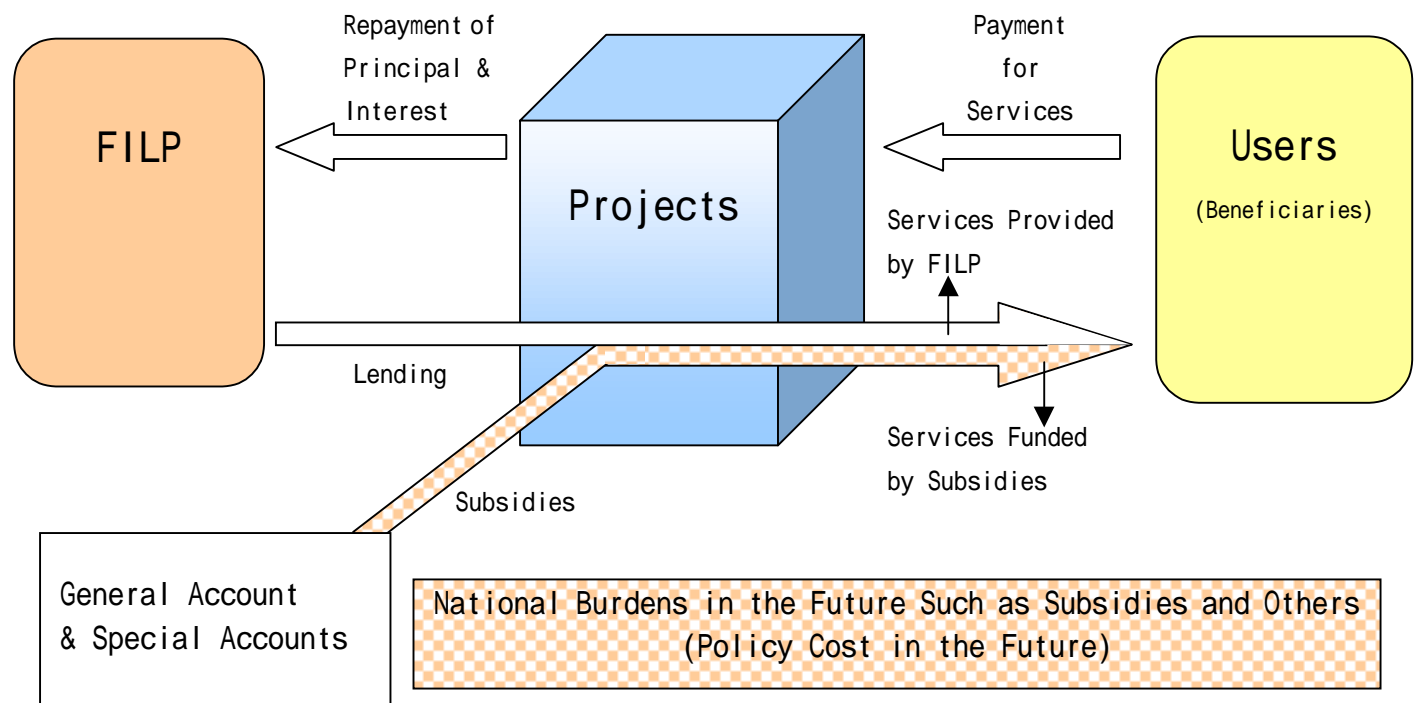 Repayment of
Principal &
Interest
Payment
for
Services
FILP
Projects
Users
(Beneficiaries)
Services Provided
by FILP
Lending
Services Funded
by Subsidies
Subsidies
General Account
& Special Accounts
National Burdens in the Future Such as Subsidies and Others
(Policy Cost in the Future)